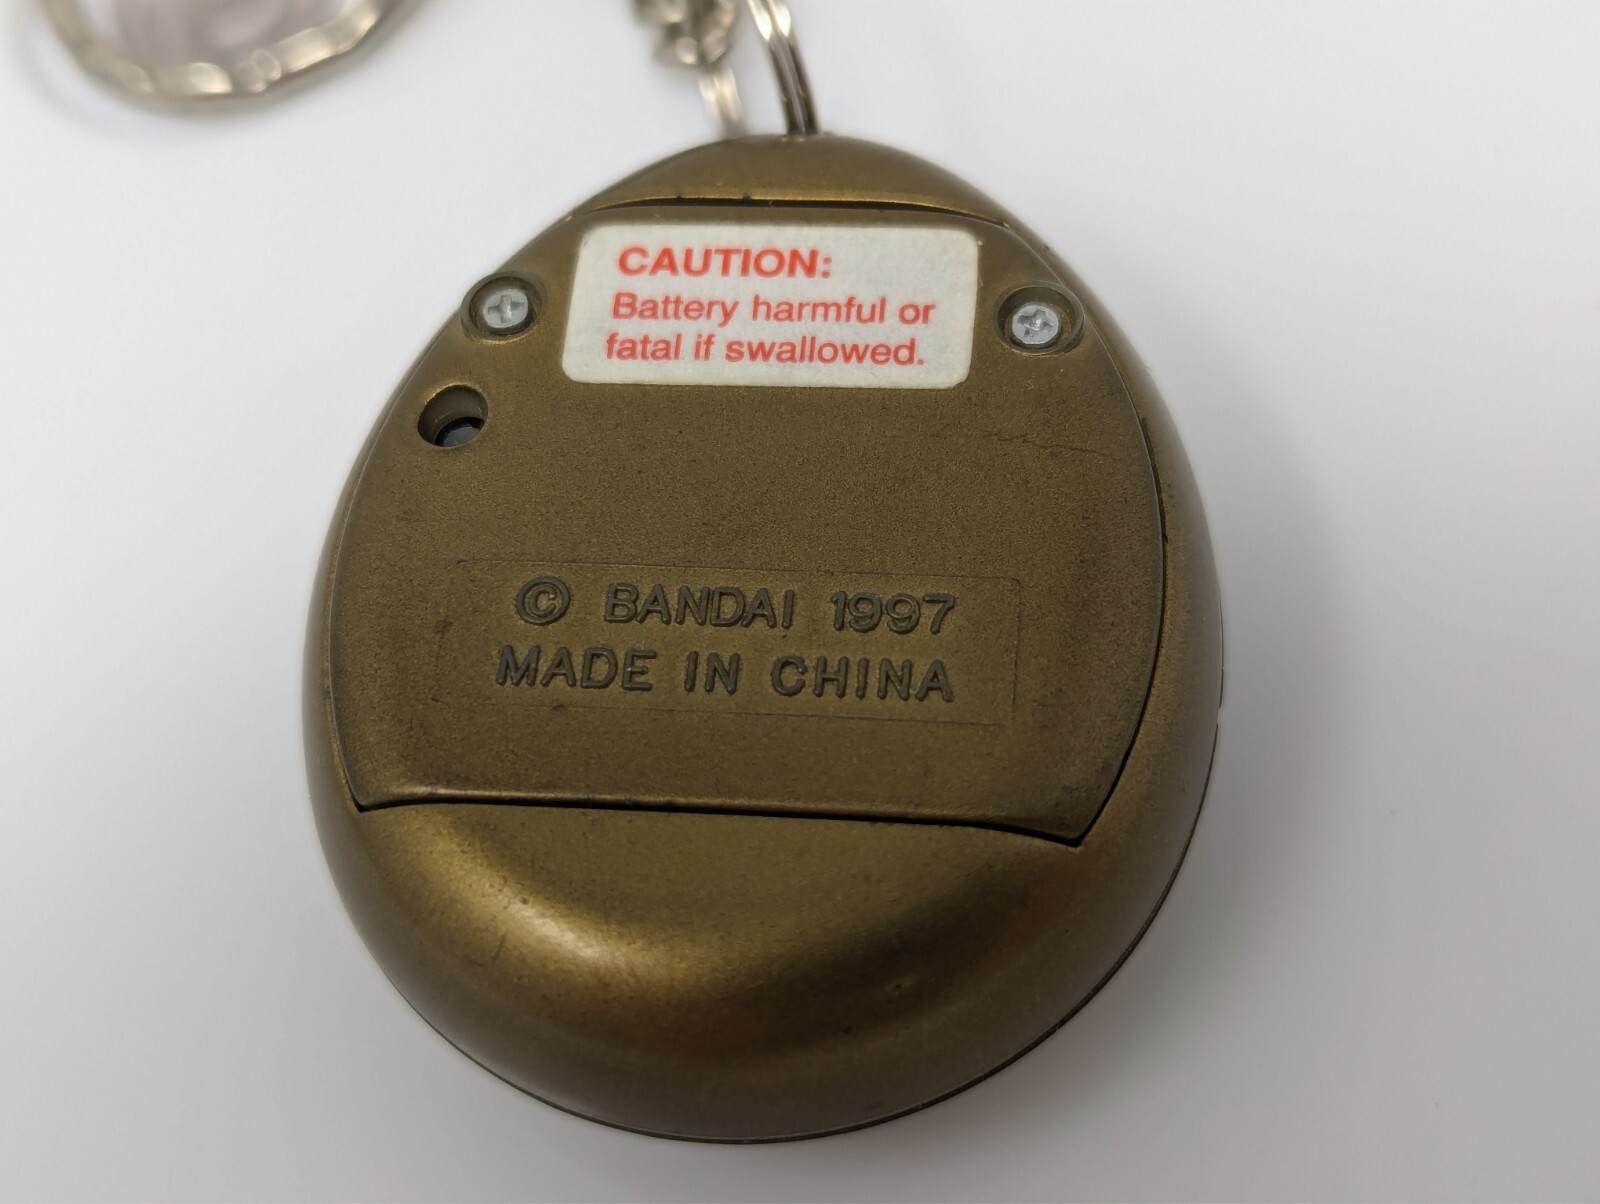 CAUTION:
Battery harmful or
fatal if swallowed.
© BANDAI 1997
MADE IN CHINA